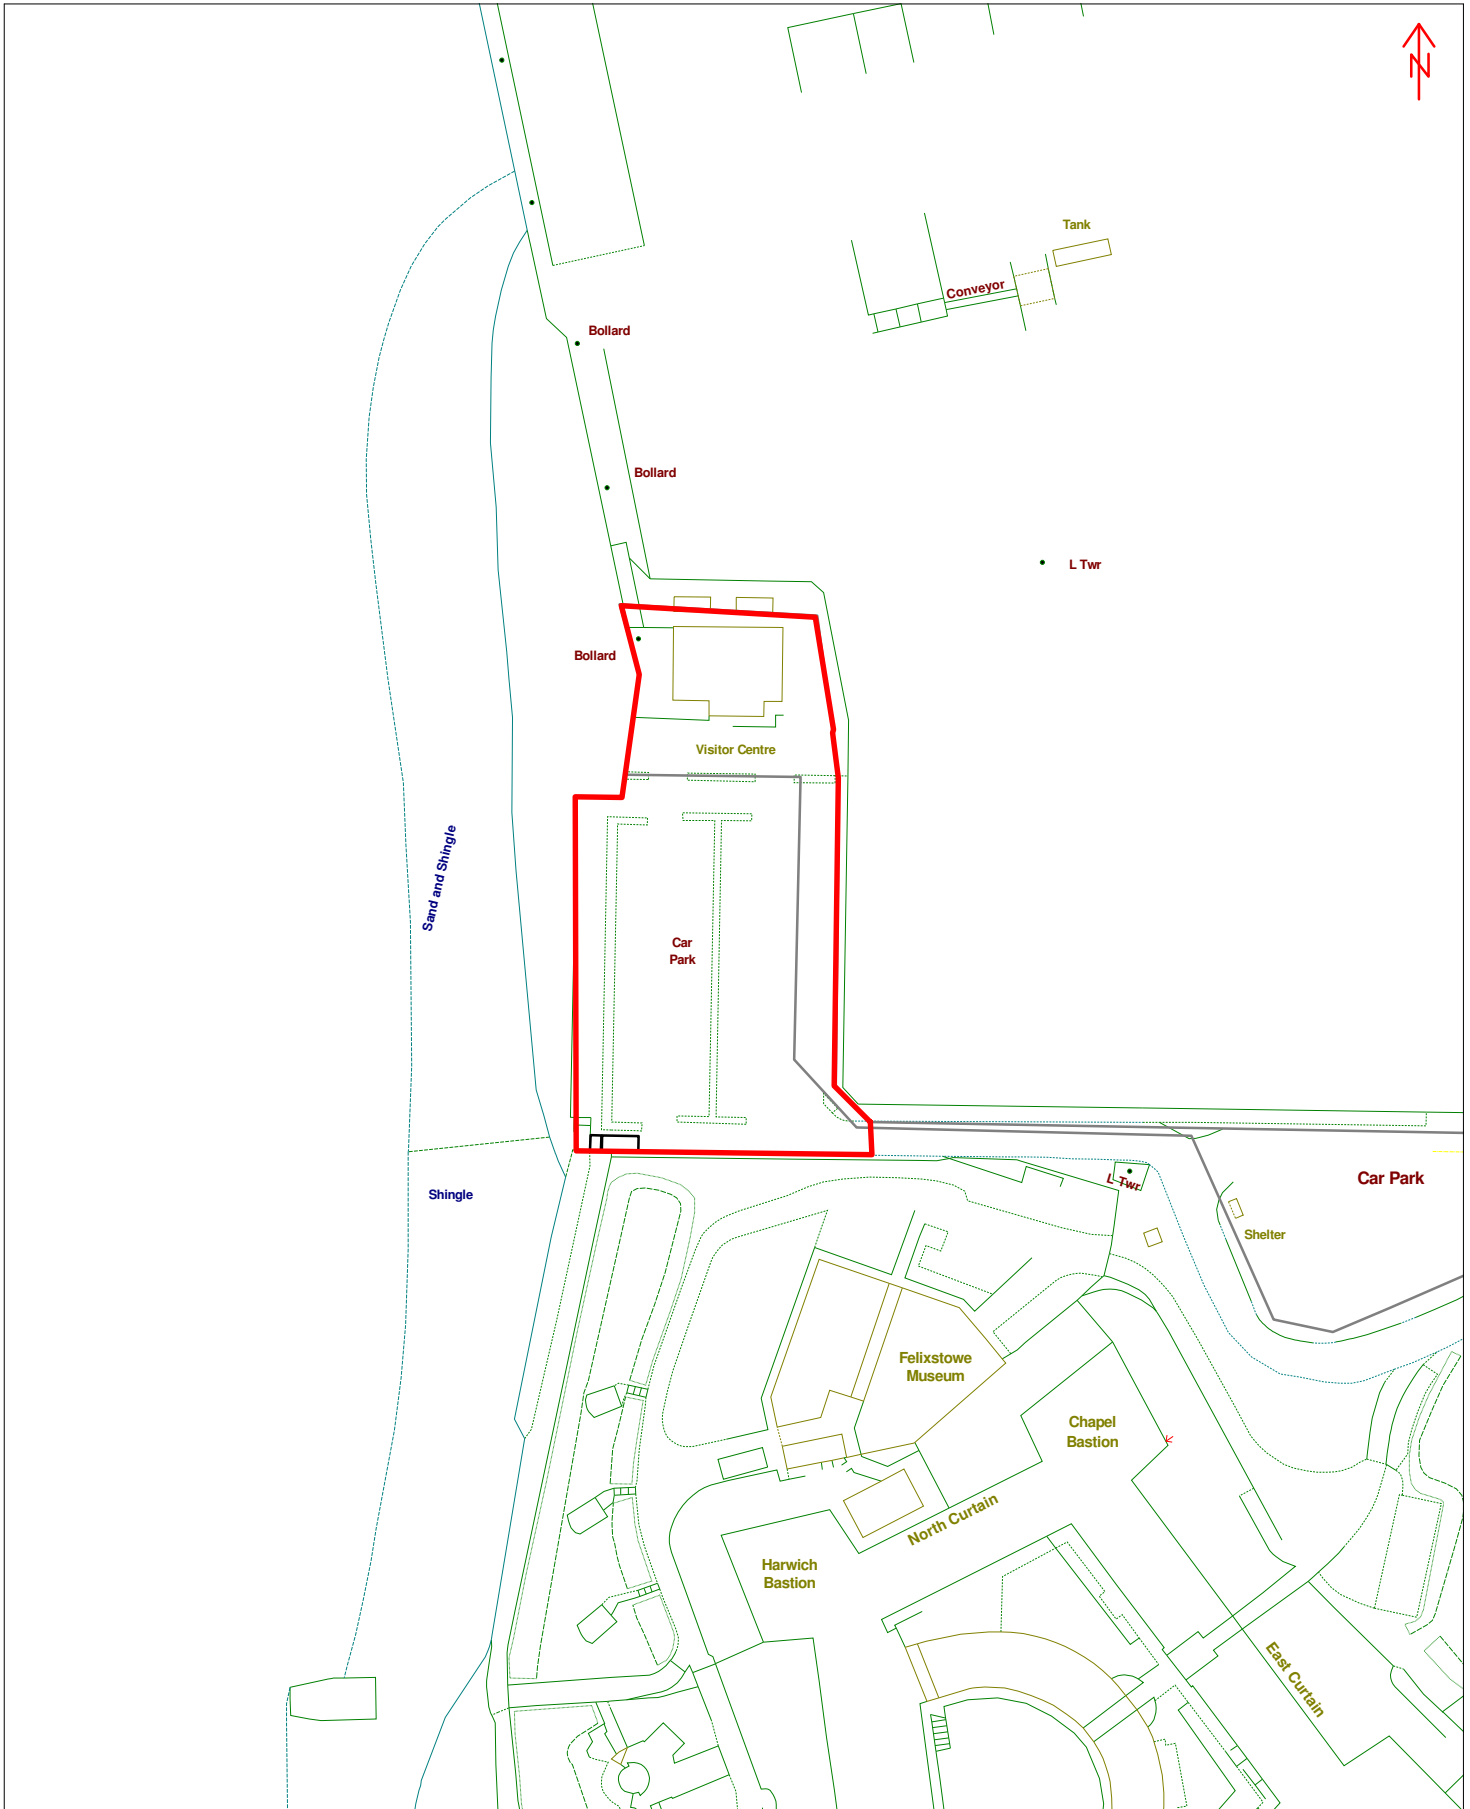 N
Tank
Conveyor
Bollard
Bollard
L Twr
Bollard
Visitor Centre
Sand and Shingle
Car
Park
Shingle
L Twr
Car Park
Shelter
Felixstowe
Museum
Chapel
Bastion
North Curtain
Harwich
Bastion
East Curtain